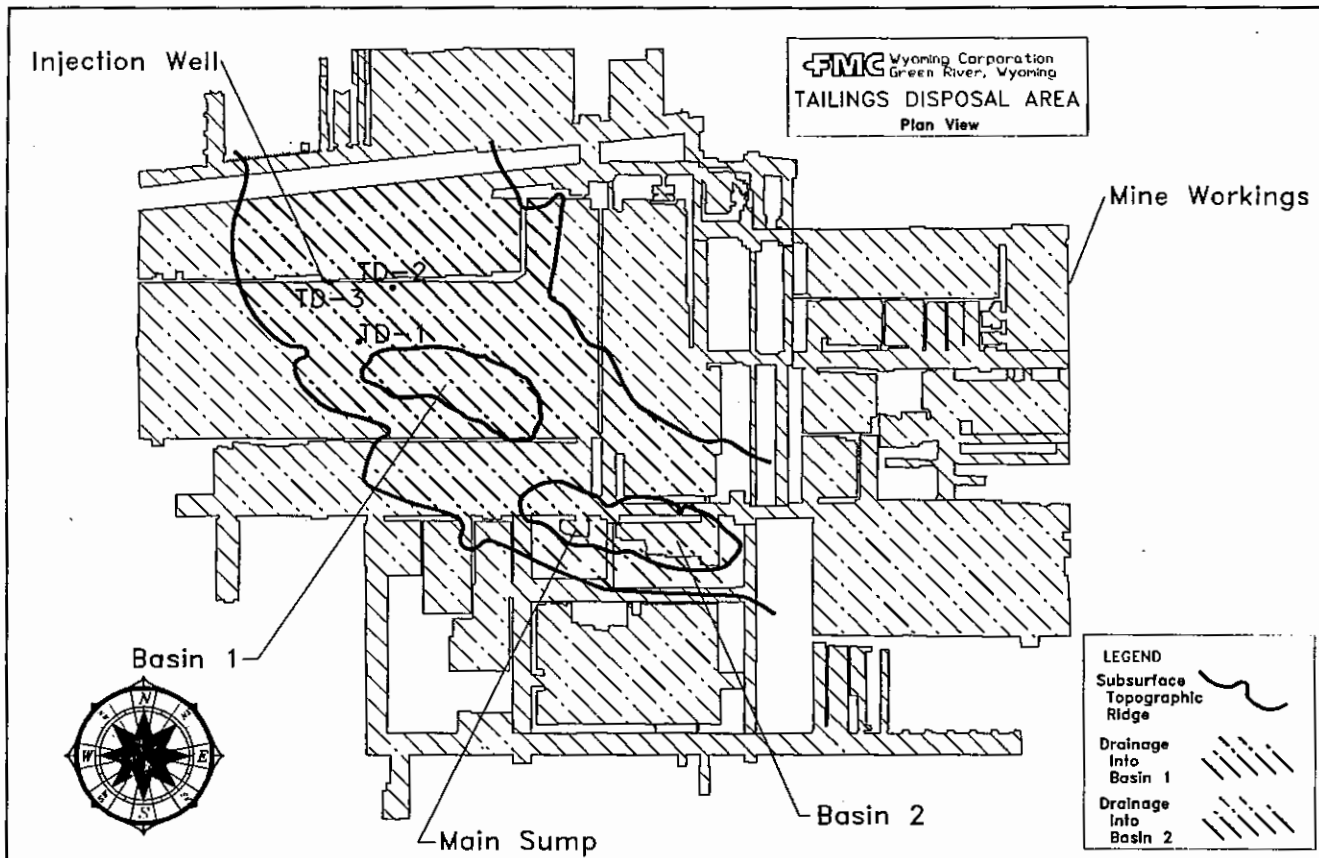 Injection Well
FMC Wyoming Corporation
Green River, Wyoming
TAILINGS DISPOSAL AREA
Plan View
Mine Workings
TD-2
TD-3
TD-1
Basin 1
N
W
E
S
Main Sump
Basin 2
LEGEND
Subsurface
Topographic
Ridge
Drainage
Into
Basin 1
Drainage
Into
Basin 2